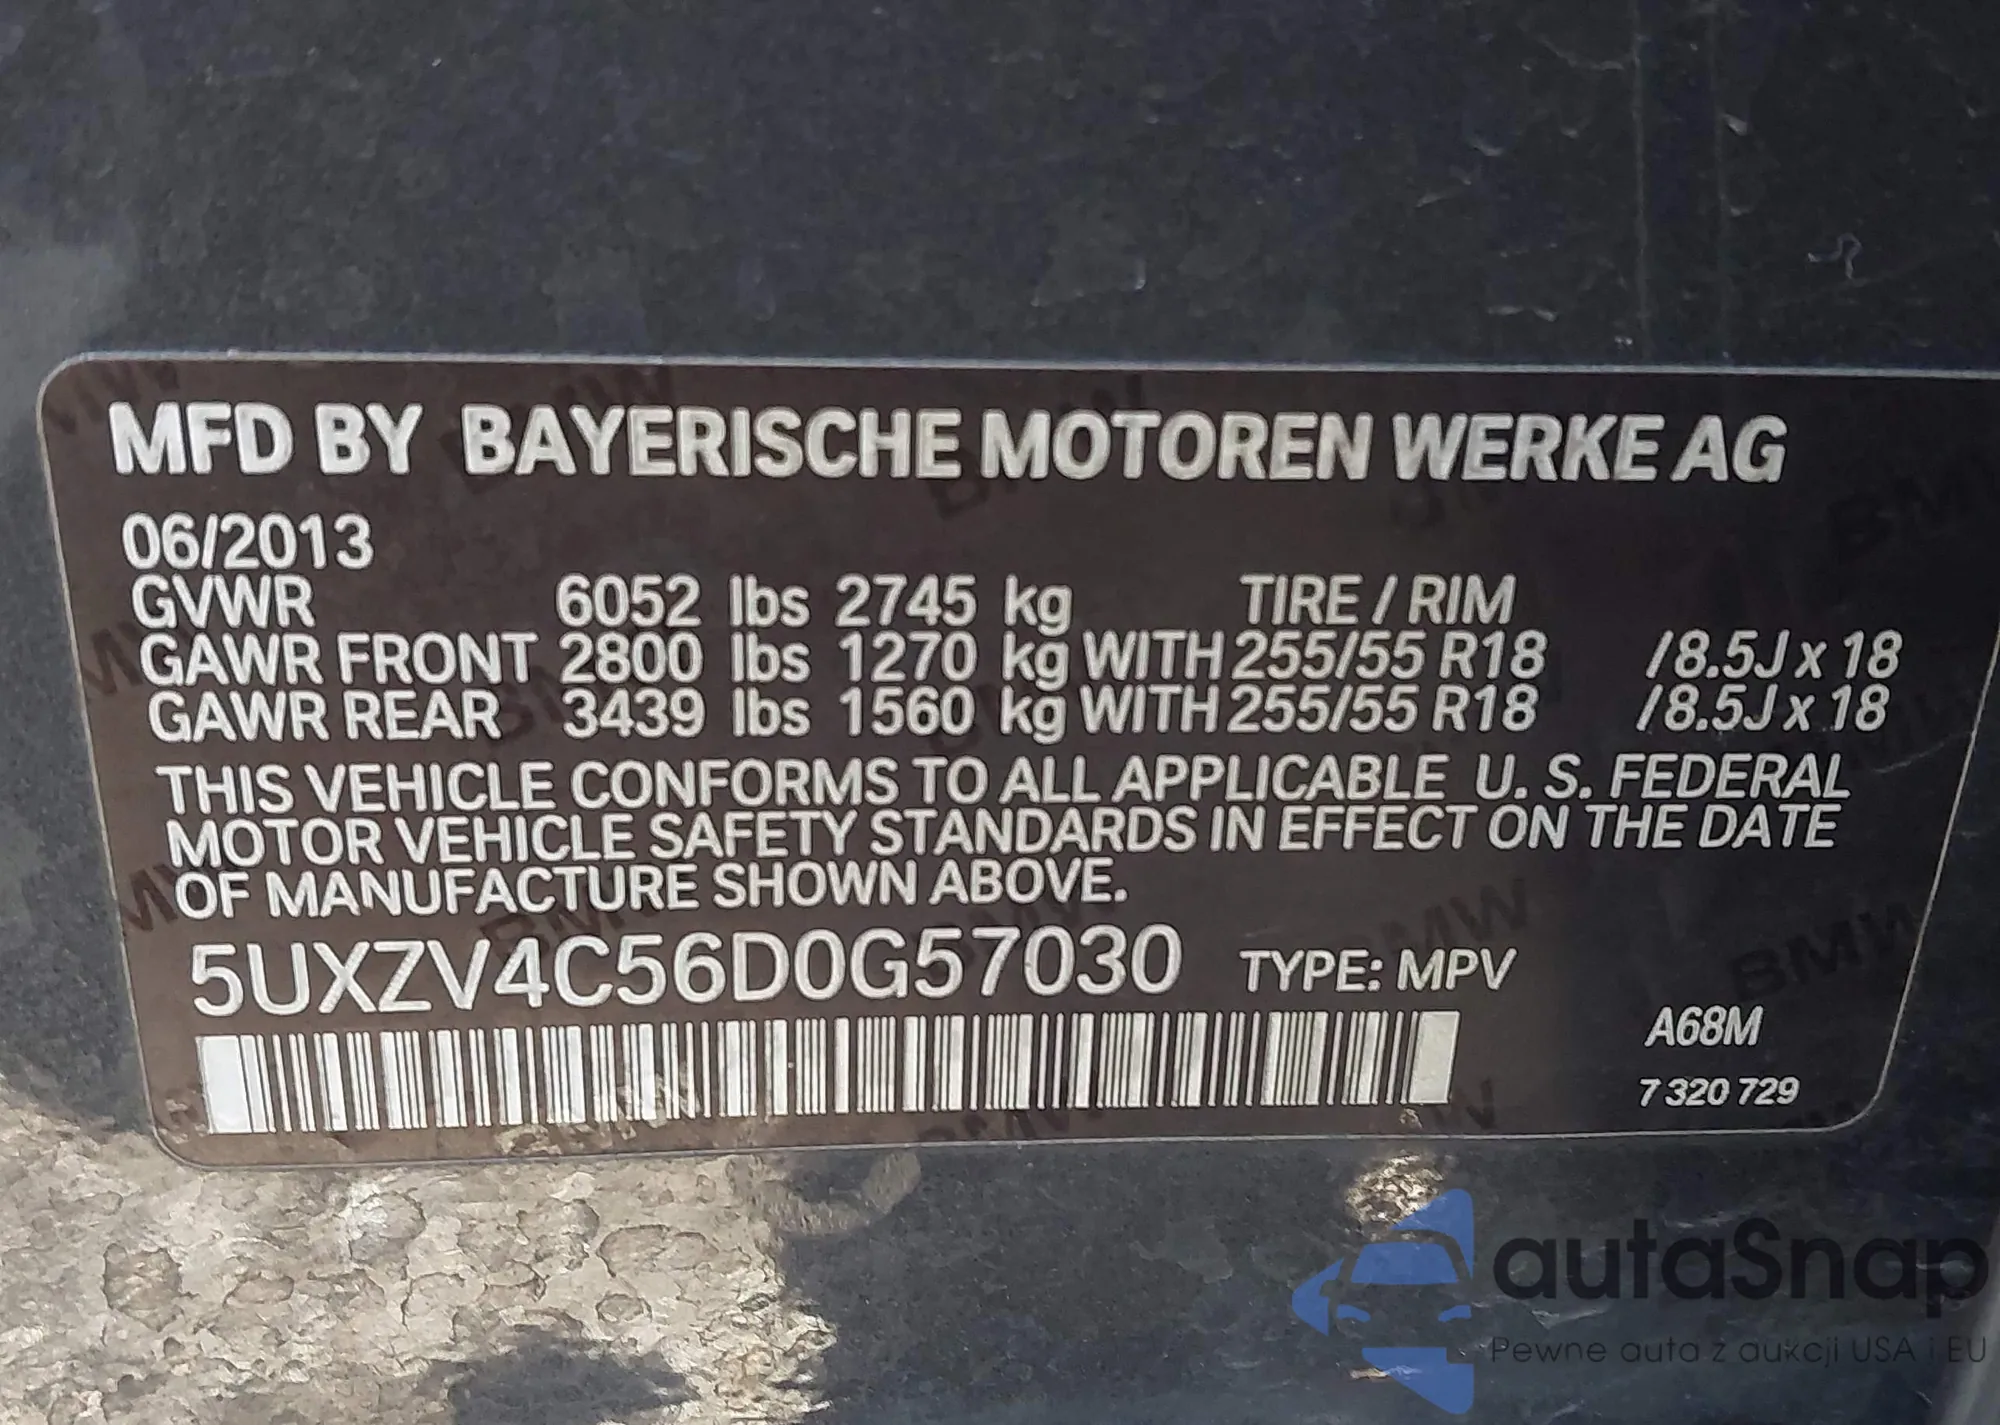 MFD BY BAYERISCHE MOTOREN WERKE AG
06/2013
GVWR 6052 lbs 2745 kg TIRE / RIM
GAWR FRONT 2800 lbs 1270 kg WITH 255/55 R18 /8.5J x 18
GAWR REAR 3439 lbs 1560 kg WITH 255/55 R18 /8.5J x 18
THIS VEHICLE CONFORMS TO ALL APPLICABLE U. S. FEDERAL
MOTOR VEHICLE SAFETY STANDARDS IN EFFECT ON THE DATE
OF MANUFACTURE SHOWN ABOVE.
5UXZV4C56D0G57030 TYPE: MPV
A68M
7 320 729
autaSnap
Pewne auta z aukcji USA i EU